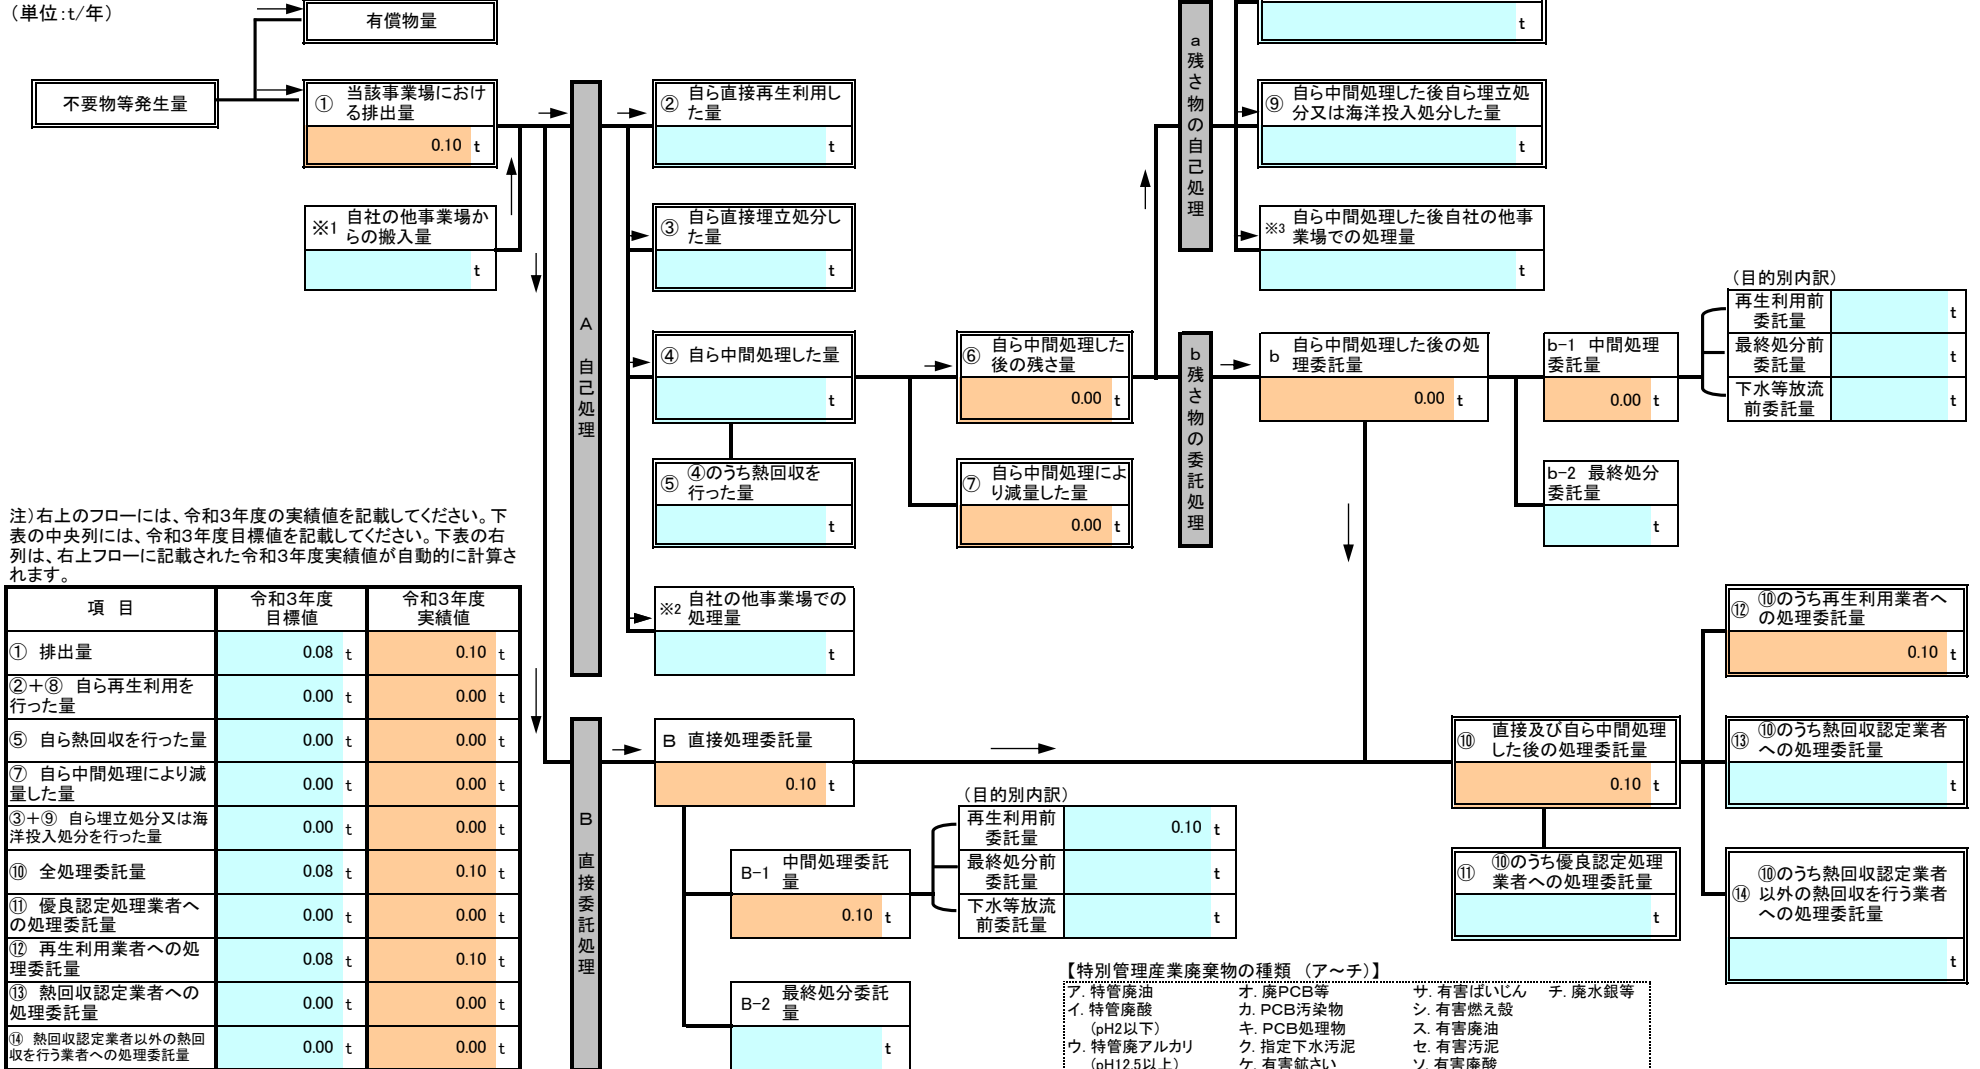 (単位:t/年)
有償物量
不要物等発生量
① 当該事業場におけ
る排出量
0.10 t
※1 自社の他事業場か
らの搬入量
t
A 自己処理
② 自ら直接再生利用し
た量
t
③ 自ら直接埋立処分し
た量
t
④ 自ら中間処理した量
t
⑤ ④のうち熱回収を
行った量
t
※2 自社の他事業場での
処理量
t
⑥ 自ら中間処理した
後の残さ量
0.00 t
⑦ 自ら中間処理によ
り減量した量
0.00 t
a 残さ物の自己処理
t
⑨ 自ら中間処理した後自ら埋立処
分又は海洋投入処分した量
t
※3 自ら中間処理した後自社の他事
業場での処理量
t
b 残さ物の委託処理
b 自ら中間処理した後の処
理委託量
0.00 t
b-1 中間処理
委託量
0.00 t
b-2 最終処分
委託量
t
(目的別内訳)
再生利用前
委託量
t
最終処分前
委託量
t
下水等放流
前委託量
t
注)右上のフローには、令和3年度の実績値を記載してください。下
表の中央列には、令和3年度目標値を記載してください。下表の右
列は、右上フローに記載された令和3年度実績値が自動的に計算さ
れます。
項 目
令和3年度
目標値
令和3年度
実績値
① 排出量 0.08 t 0.10 t
②+⑧ 自ら再生利用を
行った量 0.00 t 0.00 t
⑤ 自ら熱回収を行った量 0.00 t 0.00 t
⑦ 自ら中間処理により減
量した量 0.00 t 0.00 t
③+⑨ 自ら埋立処分又は海
洋投入処分を行った量 0.00 t 0.00 t
⑩ 全処理委託量 0.08 t 0.10 t
⑪ 優良認定処理業者へ
の処理委託量 0.00 t 0.00 t
⑫ 再生利用業者への処
理委託量 0.08 t 0.10 t
⑬ 熱回収認定業者への
処理委託量 0.00 t 0.00 t
⑭ 熱回収認定業者以外の熱回
収を行う業者への処理委託量 0.00 t 0.00 t
B 直接委託処理
B 直接処理委託量
0.10 t
B-1 中間処理委託
量
0.10 t
B-2 最終処分委託
量
t
(目的別内訳)
再生利用前
委託量
0.10 t
最終処分前
委託量
t
下水等放流
前委託量
t
⑩ 直接及び自ら中間処理
した後の処理委託量
0.10 t
⑪ ⑩のうち優良認定処理
業者への処理委託量
t
⑫ ⑩のうち再生利用業者へ
の処理委託量
0.10 t
⑬ ⑩のうち熱回収認定業者
への処理委託量
t
⑭ ⑩のうち熱回収認定業者
以外の熱回収を行う業者
への処理委託量
t
【特別管理産業廃棄物の種類 (ア~チ)】
ア. 特管廃油 オ. 廃PCB等 サ. 有害ばいじん チ. 廃水銀等
イ. 特管廃酸 カ. PCB汚染物 シ. 有害燃え殻
(pH2以下) キ. PCB処理物 ス. 有害廃油
ウ. 特管廃アルカリ ク. 指定下水汚泥 セ. 有害汚泥
(pH12.5以上) ケ. 有害鉱さい ソ. 有害廃酸